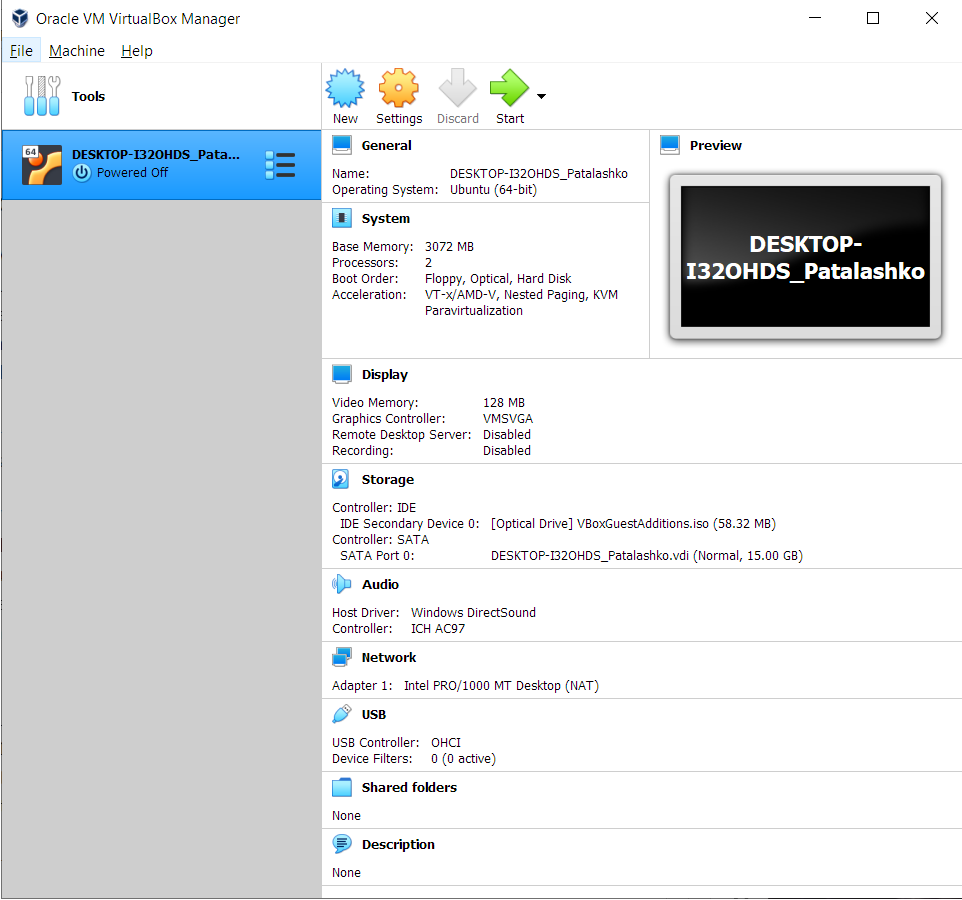 Oracle VM VirtualBox Manager
File Machine Help
Tools
New Settings Discard Start
64
DESKTOP-I32OHDS_Pata...
Powered Off
General
Name: DESKTOP-I32OHDS_Patalashko
Operating System: Ubuntu (64-bit)
Preview
DESKTOP-
I32OHDS_Patalashko
System
Base Memory: 3072 MB
Processors: 2
Boot Order: Floppy, Optical, Hard Disk
Acceleration: VT-x/AMD-V, Nested Paging, KVM
Paravirtualization
Display
Video Memory: 128 MB
Graphics Controller: VMSVGA
Remote Desktop Server: Disabled
Recording: Disabled
Storage
Controller: IDE
IDE Secondary Device 0: [Optical Drive] VBoxGuestAdditions.iso (58.32 MB)
Controller: SATA
SATA Port 0: DESKTOP-I32OHDS_Patalashko.vdi (Normal, 15.00 GB)
Audio
Host Driver: Windows DirectSound
Controller: ICH AC97
Network
Adapter 1: Intel PRO/1000 MT Desktop (NAT)
USB
USB Controller: OHCI
Device Filters: 0 (0 active)
Shared folders
None
Description
None